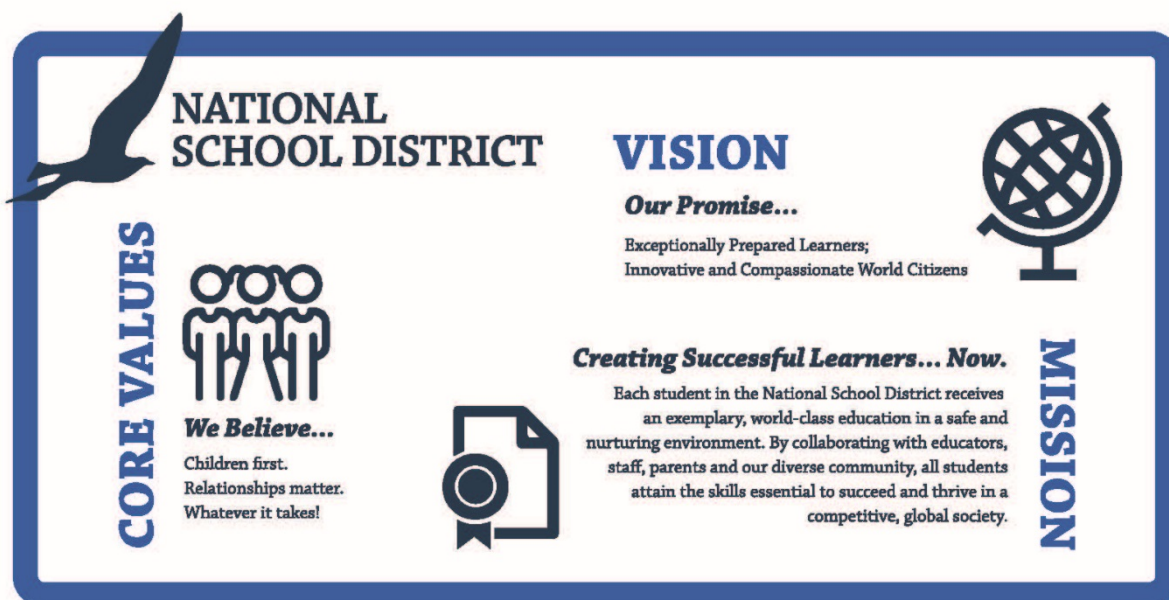 NATIONAL
SCHOOL DISTRICT
VISION
Our Promise...
Exceptionally Prepared Learners;
Innovative and Compassionate World Citizens
CORE VALUES
We Believe...
Children first.
Relationships matter.
Whatever it takes!
MISSION
Creating Successful Learners... Now.
Each student in the National School District receives
an exemplary, world-class education in a safe and
nurturing environment. By collaborating with educators,
staff, parents and our diverse community, all students
attain the skills essential to succeed and thrive in a
competitive, global society.